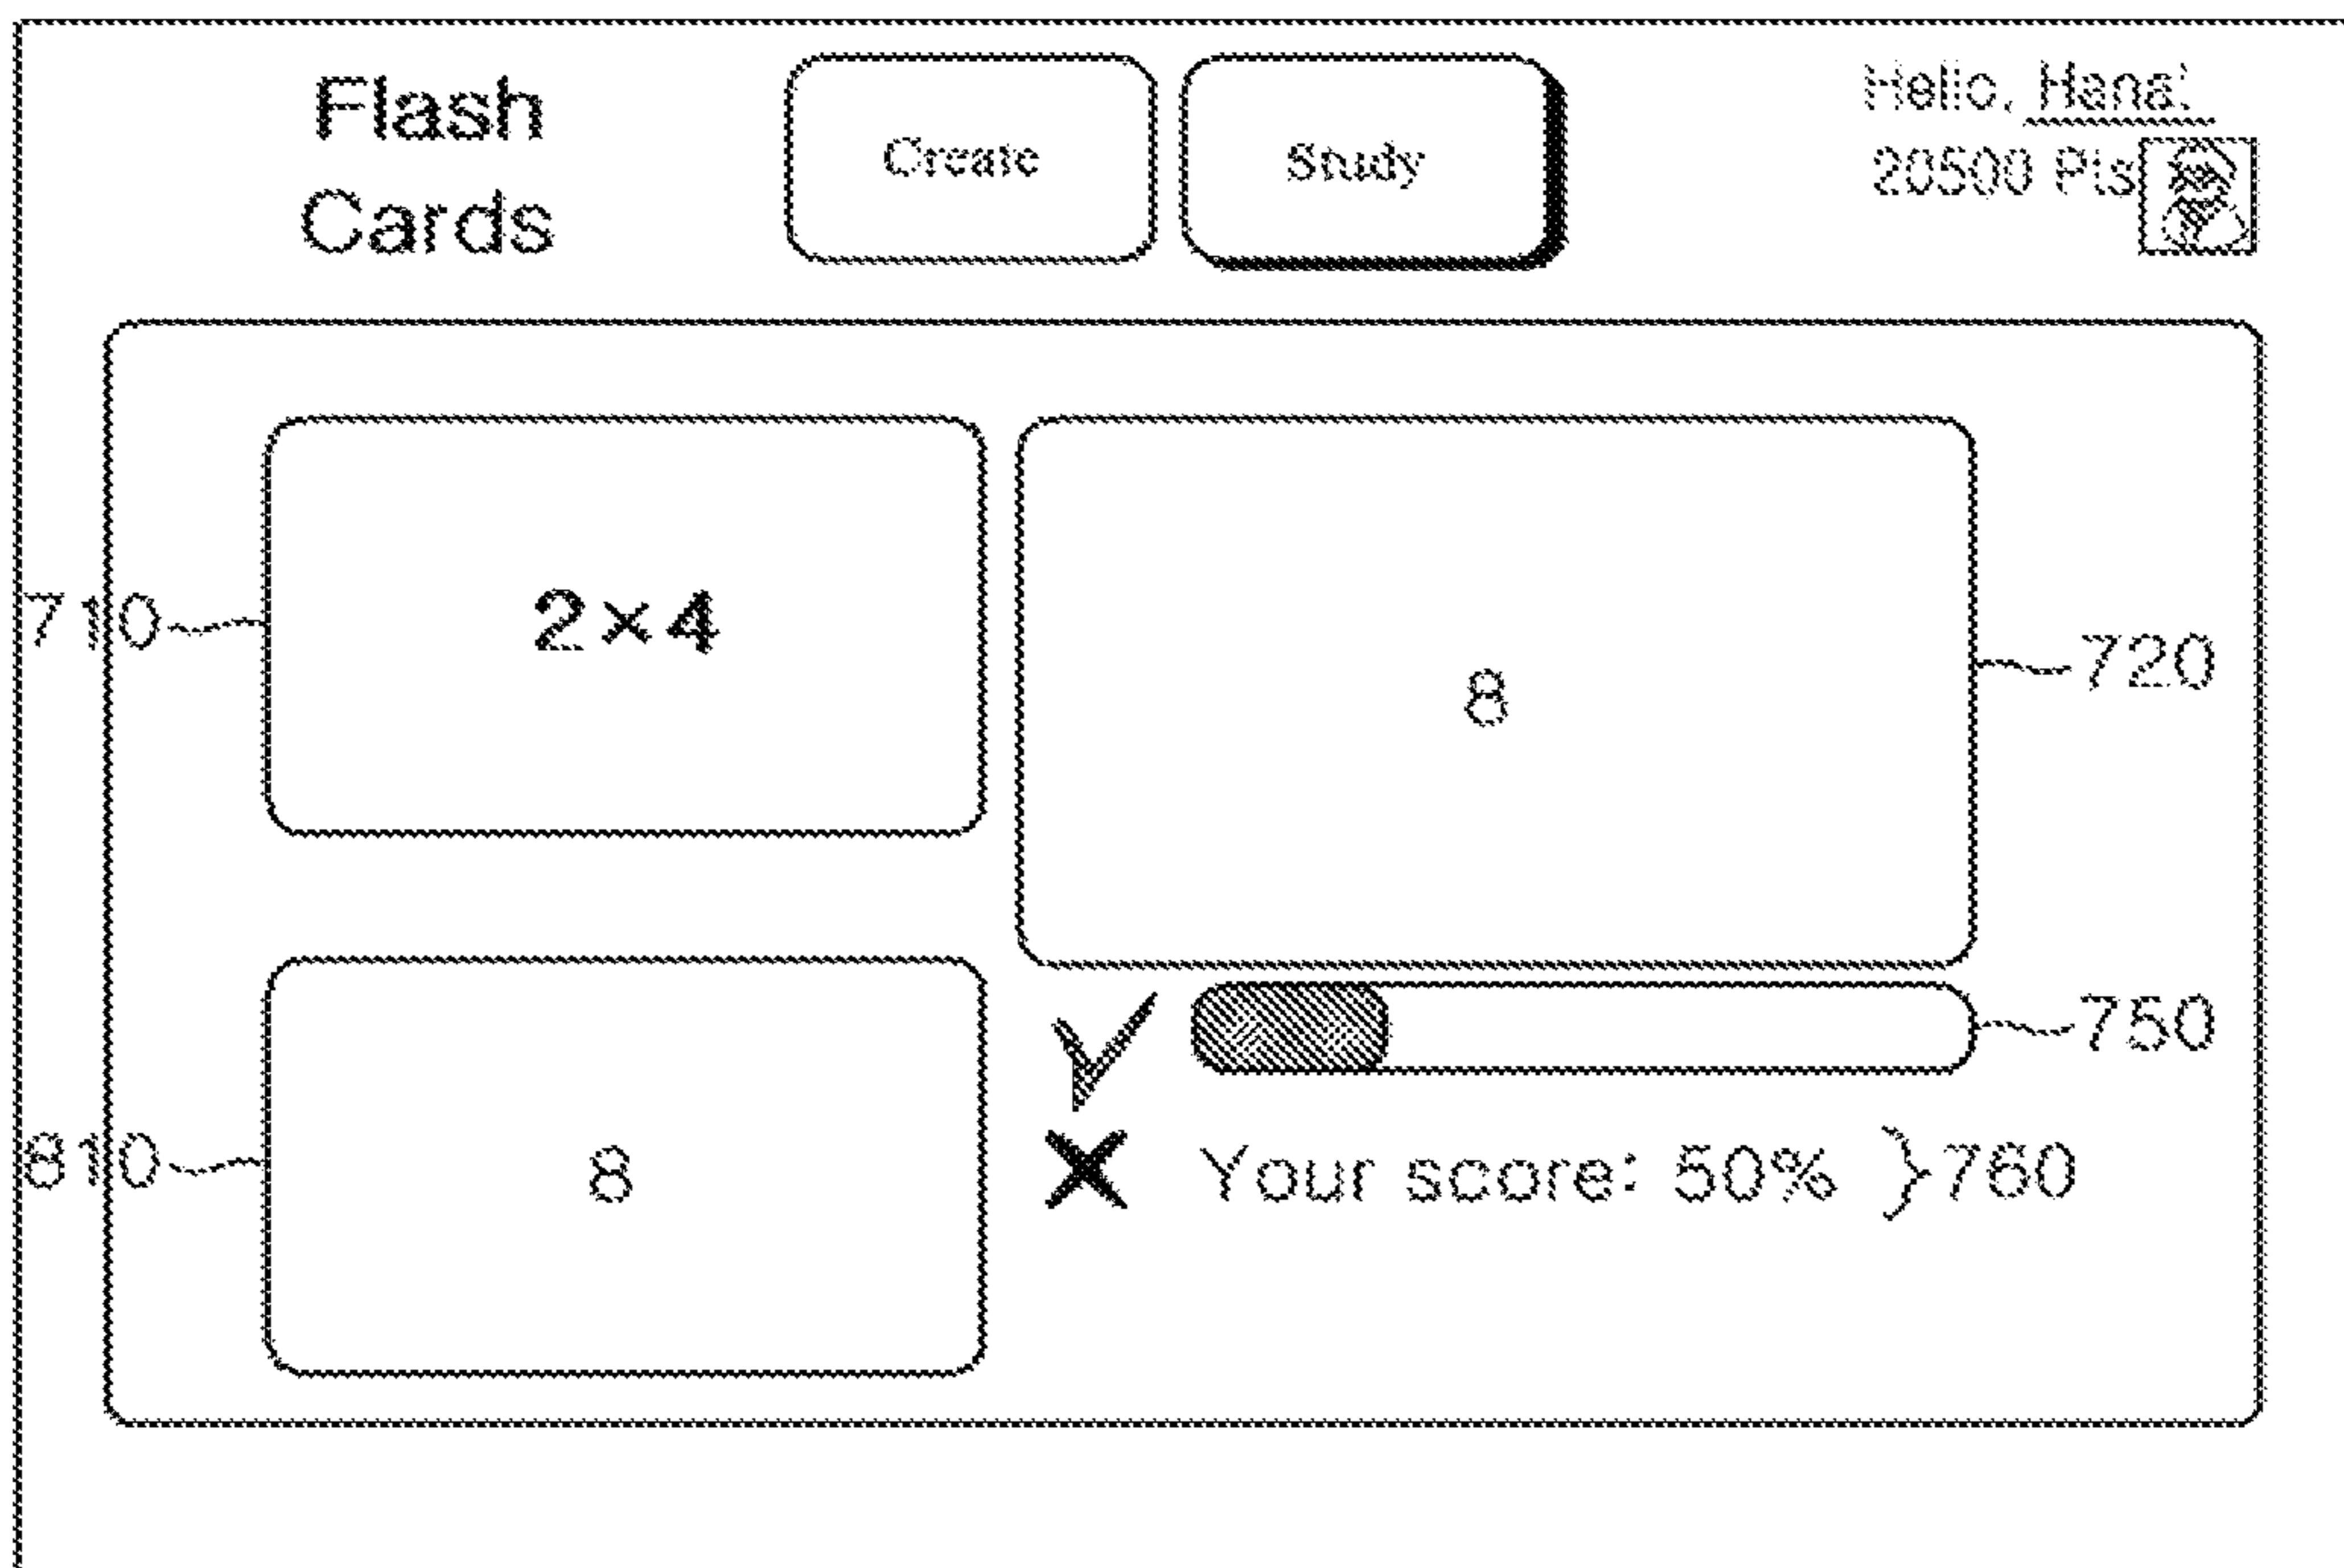 Flash
Cards
Create
Study
Hello, Hana!
20500 Pts
710
2×4
8
720
750
810
8
Your score: 50%
760